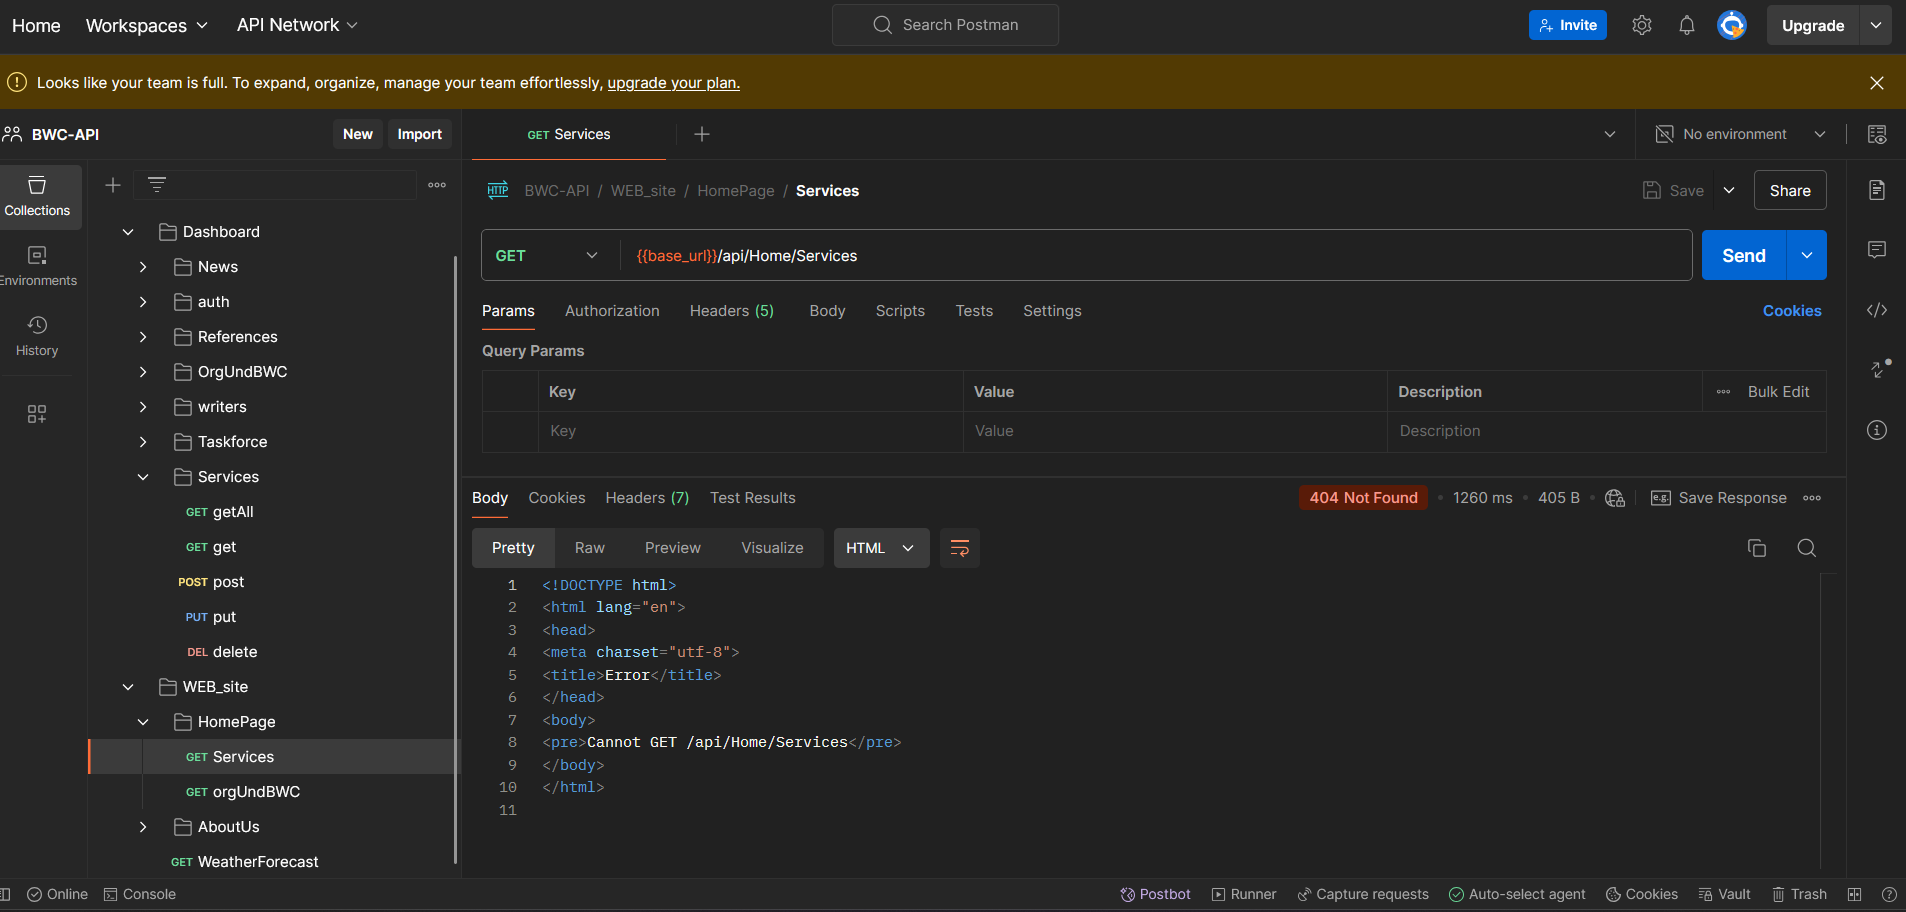 Home Workspaces API Network Search Postman Invite Upgrade
Looks like your team is full. To expand, organize, manage your team effortlessly, upgrade your plan.
BWC-API New Import GET Services No environment
Collections
Environments
History
Dashboard
News
auth
References
OrgUndBWC
writers
Taskforce
Services
GET getAll
GET get
POST post
PUT put
DEL delete
WEB_site
HomePage
GET Services
GET orgUndBWC
AboutUs
GET WeatherForecast
HTTP BWC-API / WEB_site / HomePage / Services Save Share
GET {{base_url}}/api/Home/Services Send
Params Authorization Headers (5) Body Scripts Tests Settings Cookies
Query Params
Key Value Description Bulk Edit
Key Value Description
Body Cookies Headers (7) Test Results 404 Not Found 1260 ms 405 B e.g. Save Response
Pretty Raw Preview Visualize HTML
1 <!DOCTYPE html>
2 <html lang="en">
3 <head>
4 <meta charset="utf-8">
5 <title>Error</title>
6 </head>
7 <body>
8 <pre>Cannot GET /api/Home/Services</pre>
9 </body>
10 </html>
11
Online Console Postbot Runner Capture requests Auto-select agent Cookies Vault Trash